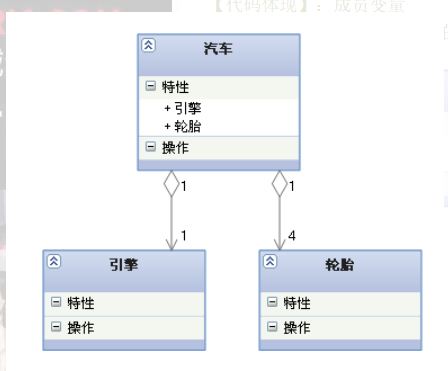 【代码体现】：成员变量
汽车
特性
+ 引擎
+ 轮胎
操作
1 1
1 4
引擎 轮胎
特性 特性
操作 操作